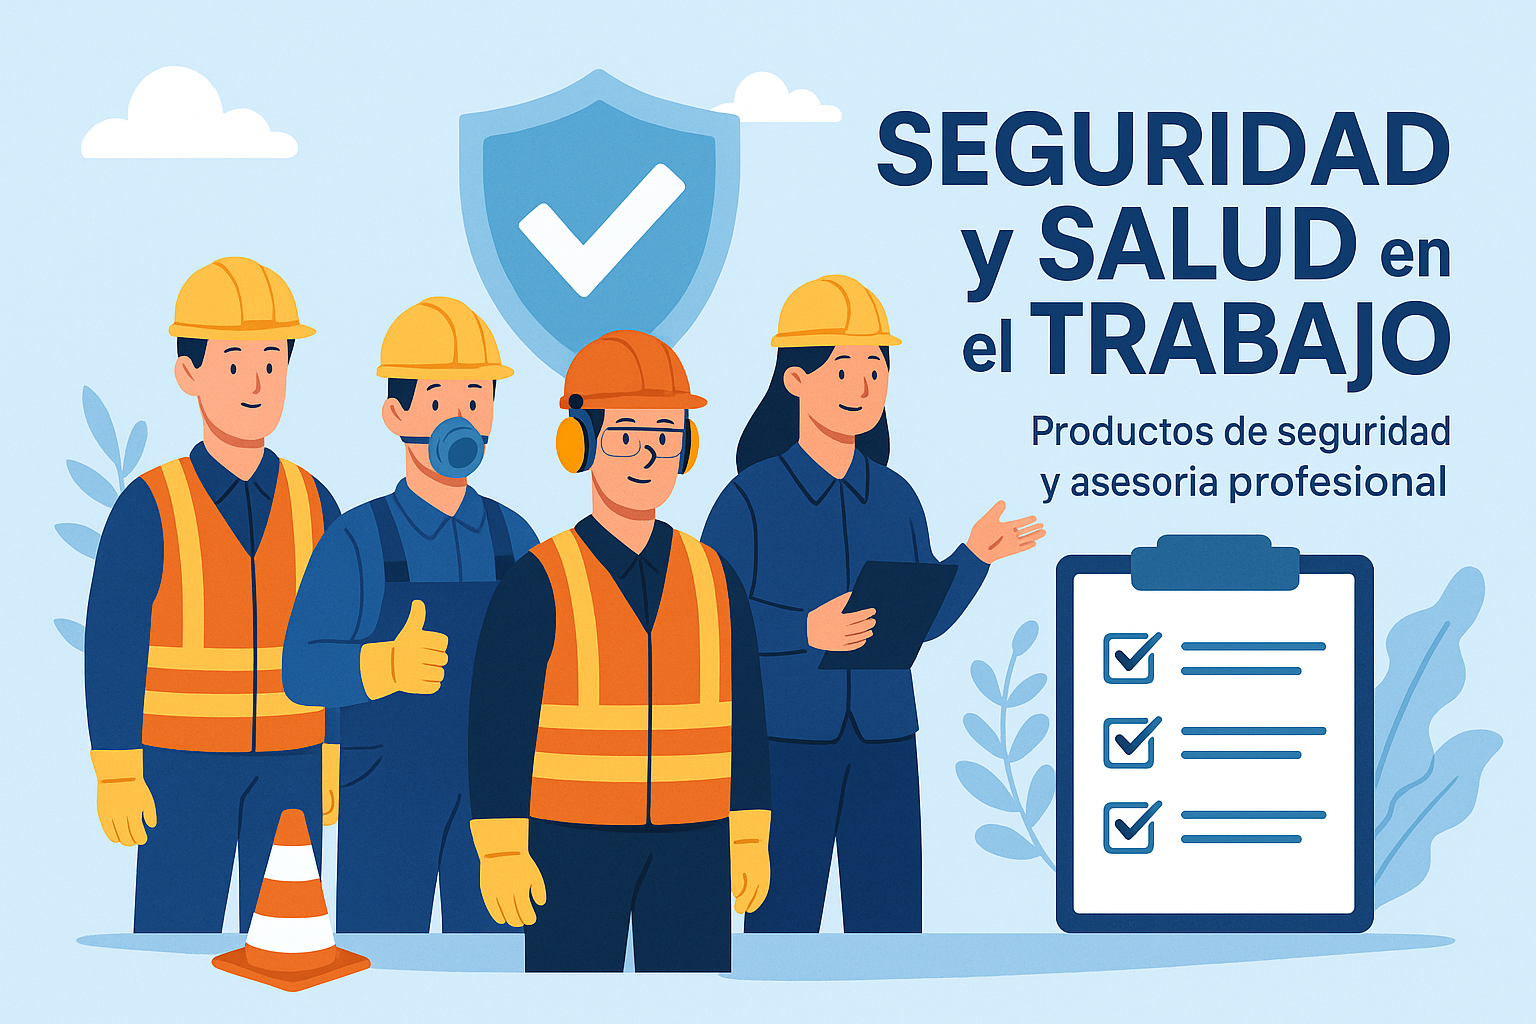 SEGURIDAD
y SALUD en
el TRABAJO
Productos de seguridad
y asesoria profesional